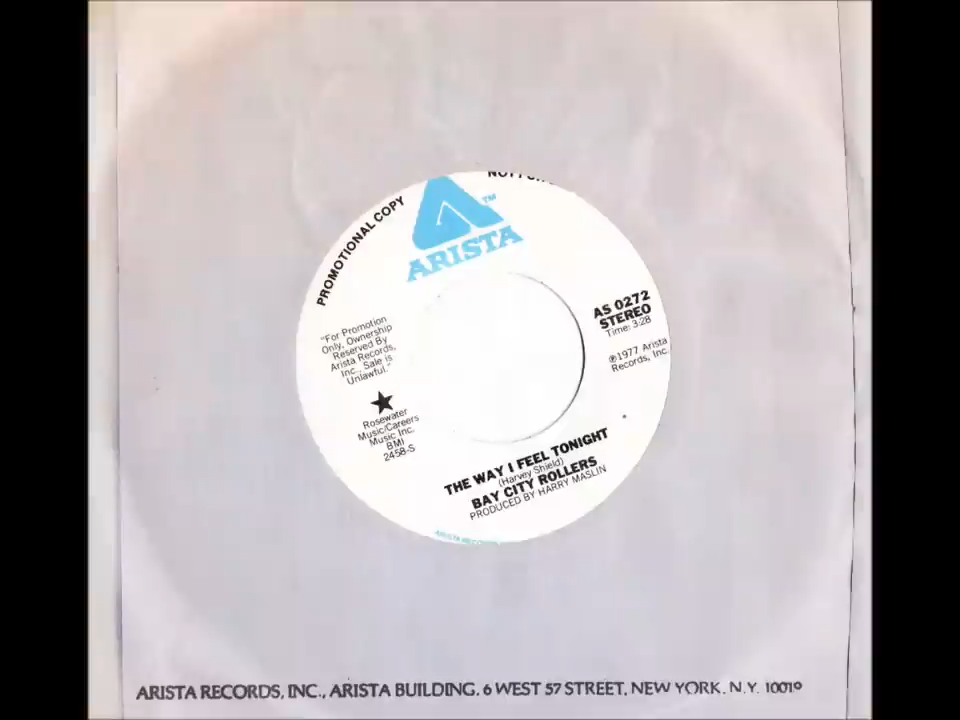 PROMOTIONAL COPY
ARISTA
TM
AS 0272
STEREO
Time: 3:28
℗1977 Arista
Records, Inc.
"For Promotion
Only, Ownership
Reserved By
Arista Records,
Inc., Sale is
Unlawful."
Rosewater
Music/Careers
Music Inc.
BMI
2458-S
THE WAY I FEEL TONIGHT
(Harvey Shield)
BAY CITY ROLLERS
PRODUCED BY HARRY MASLIN
ARISTA RECORDS, INC., ARISTA BUILDING, 6 WEST 57 STREET, NEW YORK, N.Y. 10019